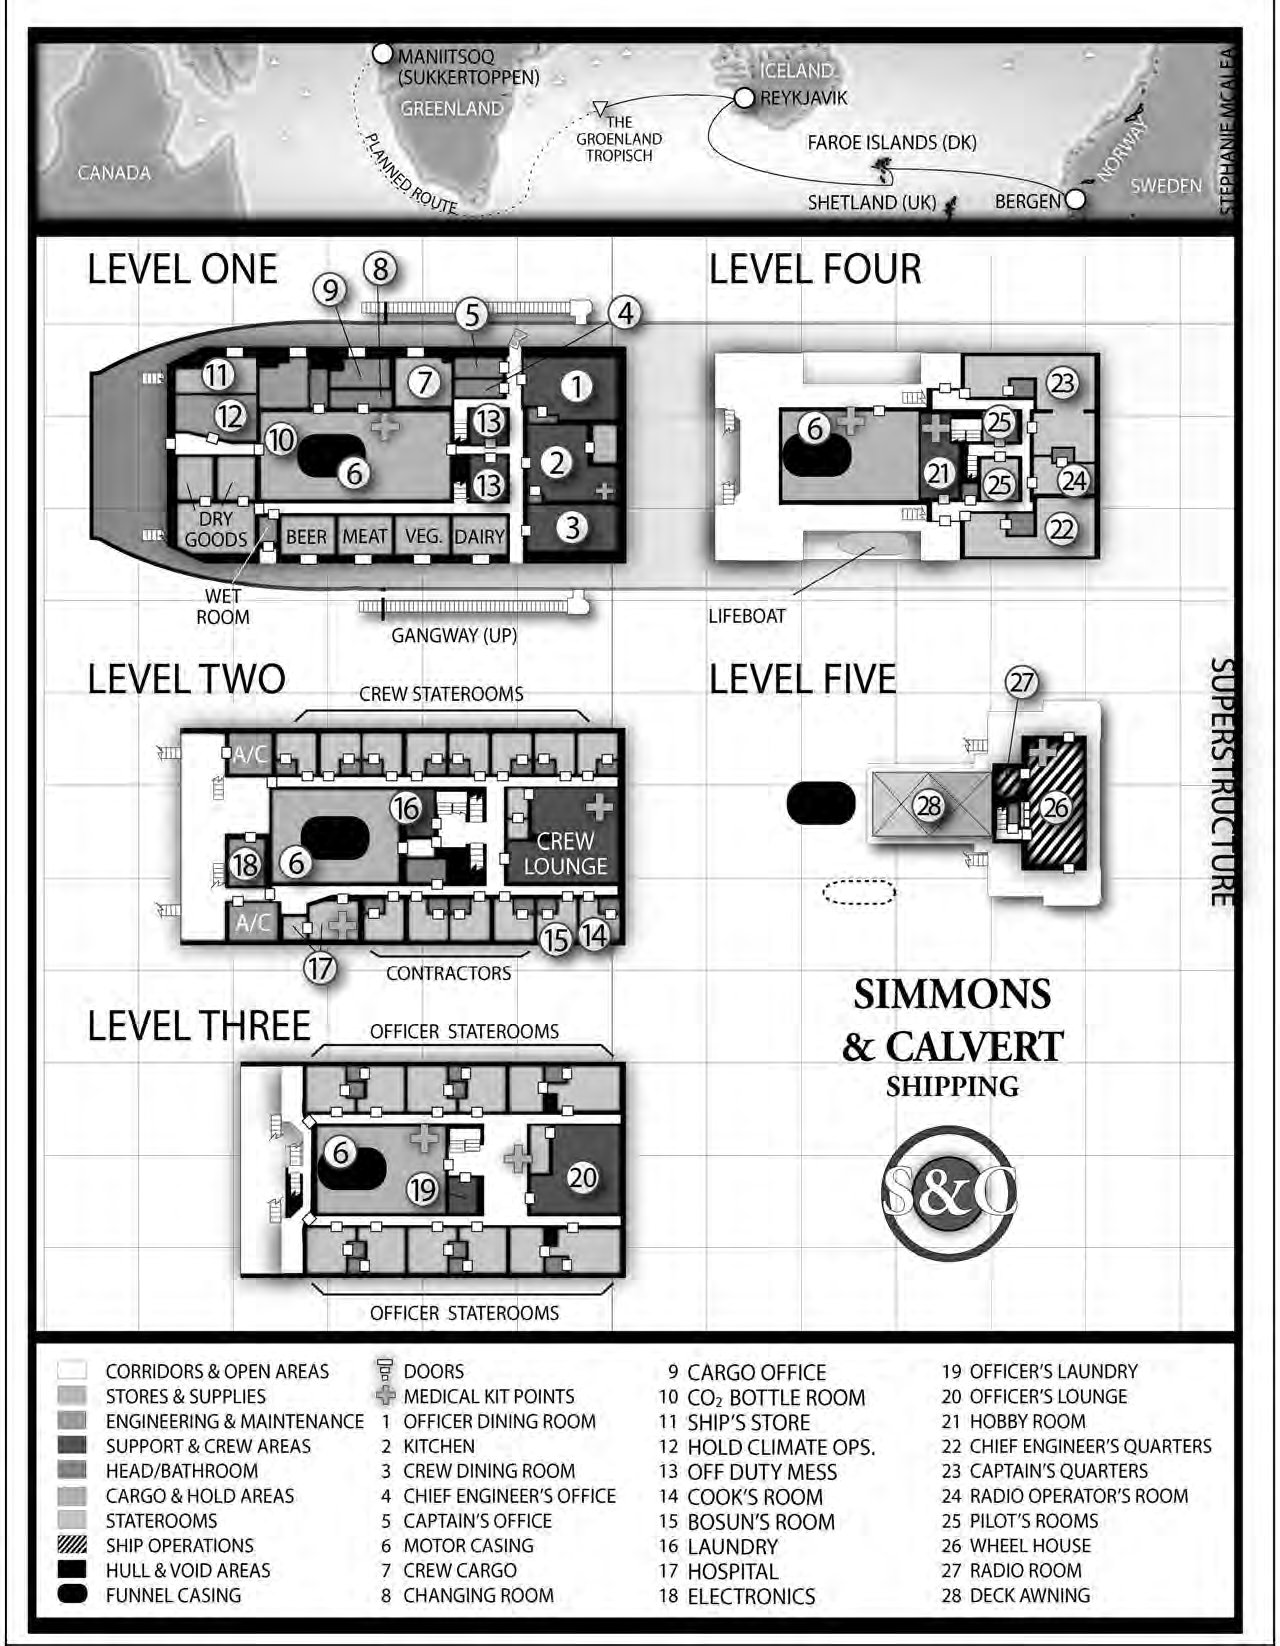 MANIITSOQ
(SUKKERTOPPEN)
GREENLAND
PLANNED ROUTE
CANADA
THE
GROENLAND
TROPISCH
ICELAND
REYKJAVIK
FAROE ISLANDS (DK)
SHETLAND (UK)
BERGEN
NORWAY
SWEDEN
STEPHANIE MCALEA
LEVEL ONE
8
9
5
4
11
12
10
7
6
13
13
1
2
3
DRY
GOODS
BEER
MEAT
VEG.
DAIRY
WET
ROOM
GANGWAY (UP)
LEVEL FOUR
6
23
25
21
25
24
22
LIFEBOAT
LEVEL TWO
CREW STATEROOMS
A/C
16
6
18
CREW
LOUNGE
A/C
17
15
14
CONTRACTORS
LEVEL FIVE
27
28
26
SUPERSTRUCTURE
LEVEL THREE
OFFICER STATEROOMS
6
19
20
OFFICER STATEROOMS
SIMMONS
& CALVERT
SHIPPING
S&C
CORRIDORS & OPEN AREAS
STORES & SUPPLIES
ENGINEERING & MAINTENANCE
SUPPORT & CREW AREAS
HEAD/BATHROOM
CARGO & HOLD AREAS
STATEROOMS
SHIP OPERATIONS
HULL & VOID AREAS
FUNNEL CASING
DOORS
MEDICAL KIT POINTS
1 OFFICER DINING ROOM
2 KITCHEN
3 CREW DINING ROOM
4 CHIEF ENGINEER'S OFFICE
5 CAPTAIN'S OFFICE
6 MOTOR CASING
7 CREW CARGO
8 CHANGING ROOM
9 CARGO OFFICE
10 CO₂ BOTTLE ROOM
11 SHIP'S STORE
12 HOLD CLIMATE OPS.
13 OFF DUTY MESS
14 COOK'S ROOM
15 BOSUN'S ROOM
16 LAUNDRY
17 HOSPITAL
18 ELECTRONICS
19 OFFICER'S LAUNDRY
20 OFFICER'S LOUNGE
21 HOBBY ROOM
22 CHIEF ENGINEER'S QUARTERS
23 CAPTAIN'S QUARTERS
24 RADIO OPERATOR'S ROOM
25 PILOT'S ROOMS
26 WHEEL HOUSE
27 RADIO ROOM
28 DECK AWNING